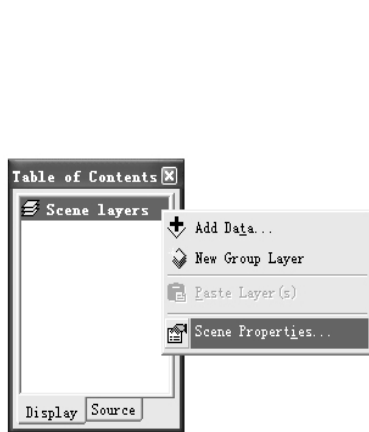 Table of Contents
Scene layers
Add Data...
New Group Layer
Paste Layer(s)
Scene Properties...
Display
Source